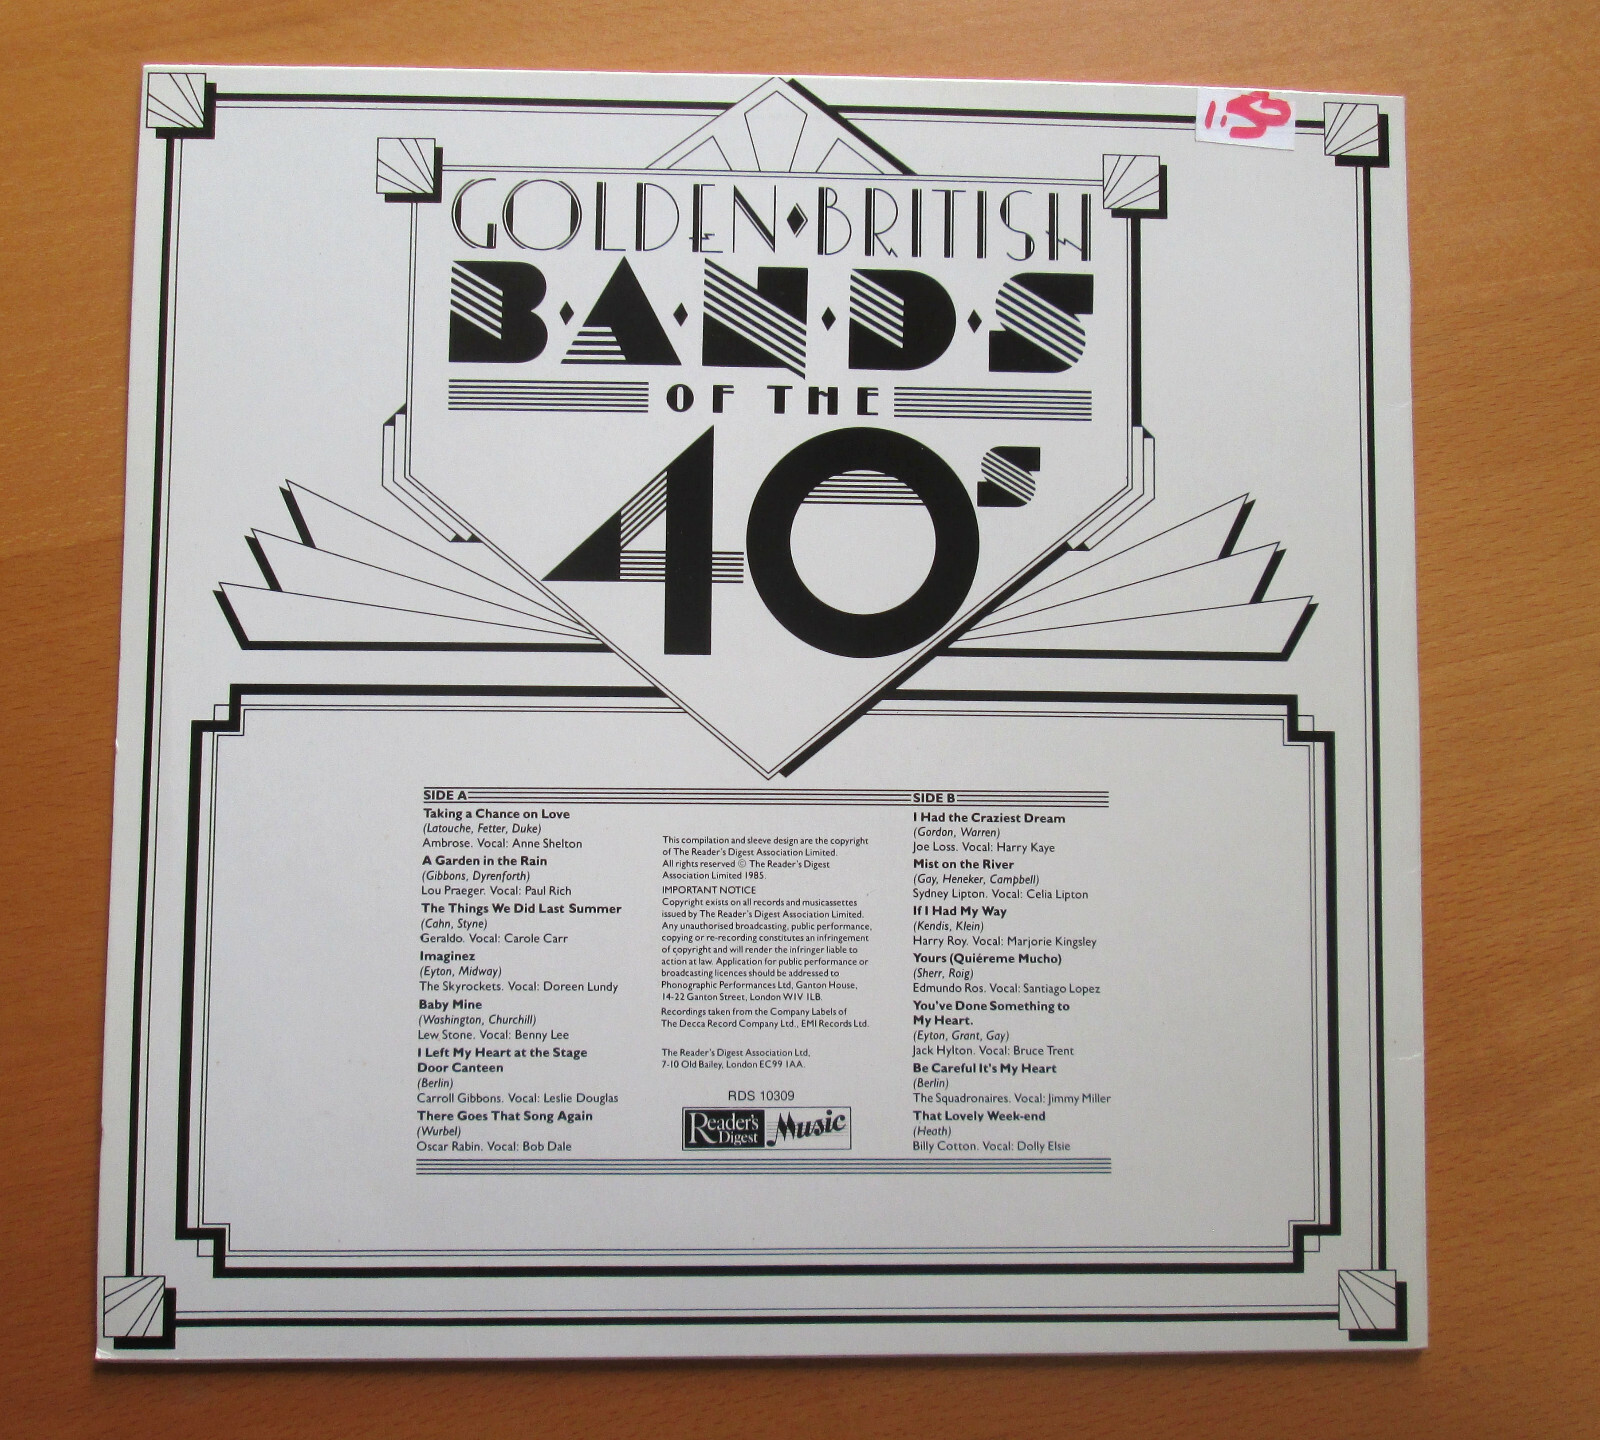 1.50
GOLDEN♦BRITISH
B♦A♦N♦D♦S
OF THE
40s
SIDE A
Taking a Chance on Love
(Latouche, Fetter, Duke)
Ambrose. Vocal: Anne Shelton
A Garden in the Rain
(Gibbons, Dyrenforth)
Lou Praeger. Vocal: Paul Rich
The Things We Did Last Summer
(Cahn, Styne)
Geraldo. Vocal: Carole Carr
Imaginez
(Eyton, Midway)
The Skyrockets. Vocal: Doreen Lundy
Baby Mine
(Washington, Churchill)
Lew Stone. Vocal: Benny Lee
I Left My Heart at the Stage
Door Canteen
(Berlin)
Carroll Gibbons. Vocal: Leslie Douglas
There Goes That Song Again
(Wurbel)
Oscar Rabin. Vocal: Bob Dale
This compilation and sleeve design are the copyright
of The Reader's Digest Association Limited.
All rights reserved © The Reader's Digest
Association Limited 1985.
IMPORTANT NOTICE
Copyright exists on all records and musicassettes
issued by The Reader's Digest Association Limited.
Any unauthorised broadcasting, public performance,
copying or re-recording constitutes an infringement
of copyright and will render the infringer liable to
action at law. Application for public performance or
broadcasting licences should be addressed to
Phonographic Performances Ltd, Ganton House,
14-22 Ganton Street, London W1V 1LB.
Recordings taken from the Company Labels of
The Decca Record Company Ltd., EMI Records Ltd.
The Reader's Digest Association Ltd,
7-10 Old Bailey, London EC99 1AA.
RDS 10309
Reader's
Digest
Music
SIDE B
I Had the Craziest Dream
(Gordon, Warren)
Joe Loss. Vocal: Harry Kaye
Mist on the River
(Gay, Heneker, Campbell)
Sydney Lipton. Vocal: Celia Lipton
If I Had My Way
(Kendis, Klein)
Harry Roy. Vocal: Marjorie Kingsley
Yours (Quiéreme Mucho)
(Sherr, Roig)
Edmundo Ros. Vocal: Santiago Lopez
You've Done Something to
My Heart.
(Eyton, Grant, Gay)
Jack Hylton. Vocal: Bruce Trent
Be Careful It's My Heart
(Berlin)
The Squadronaires. Vocal: Jimmy Miller
That Lovely Week-end
(Heath)
Billy Cotton. Vocal: Dolly Elsie